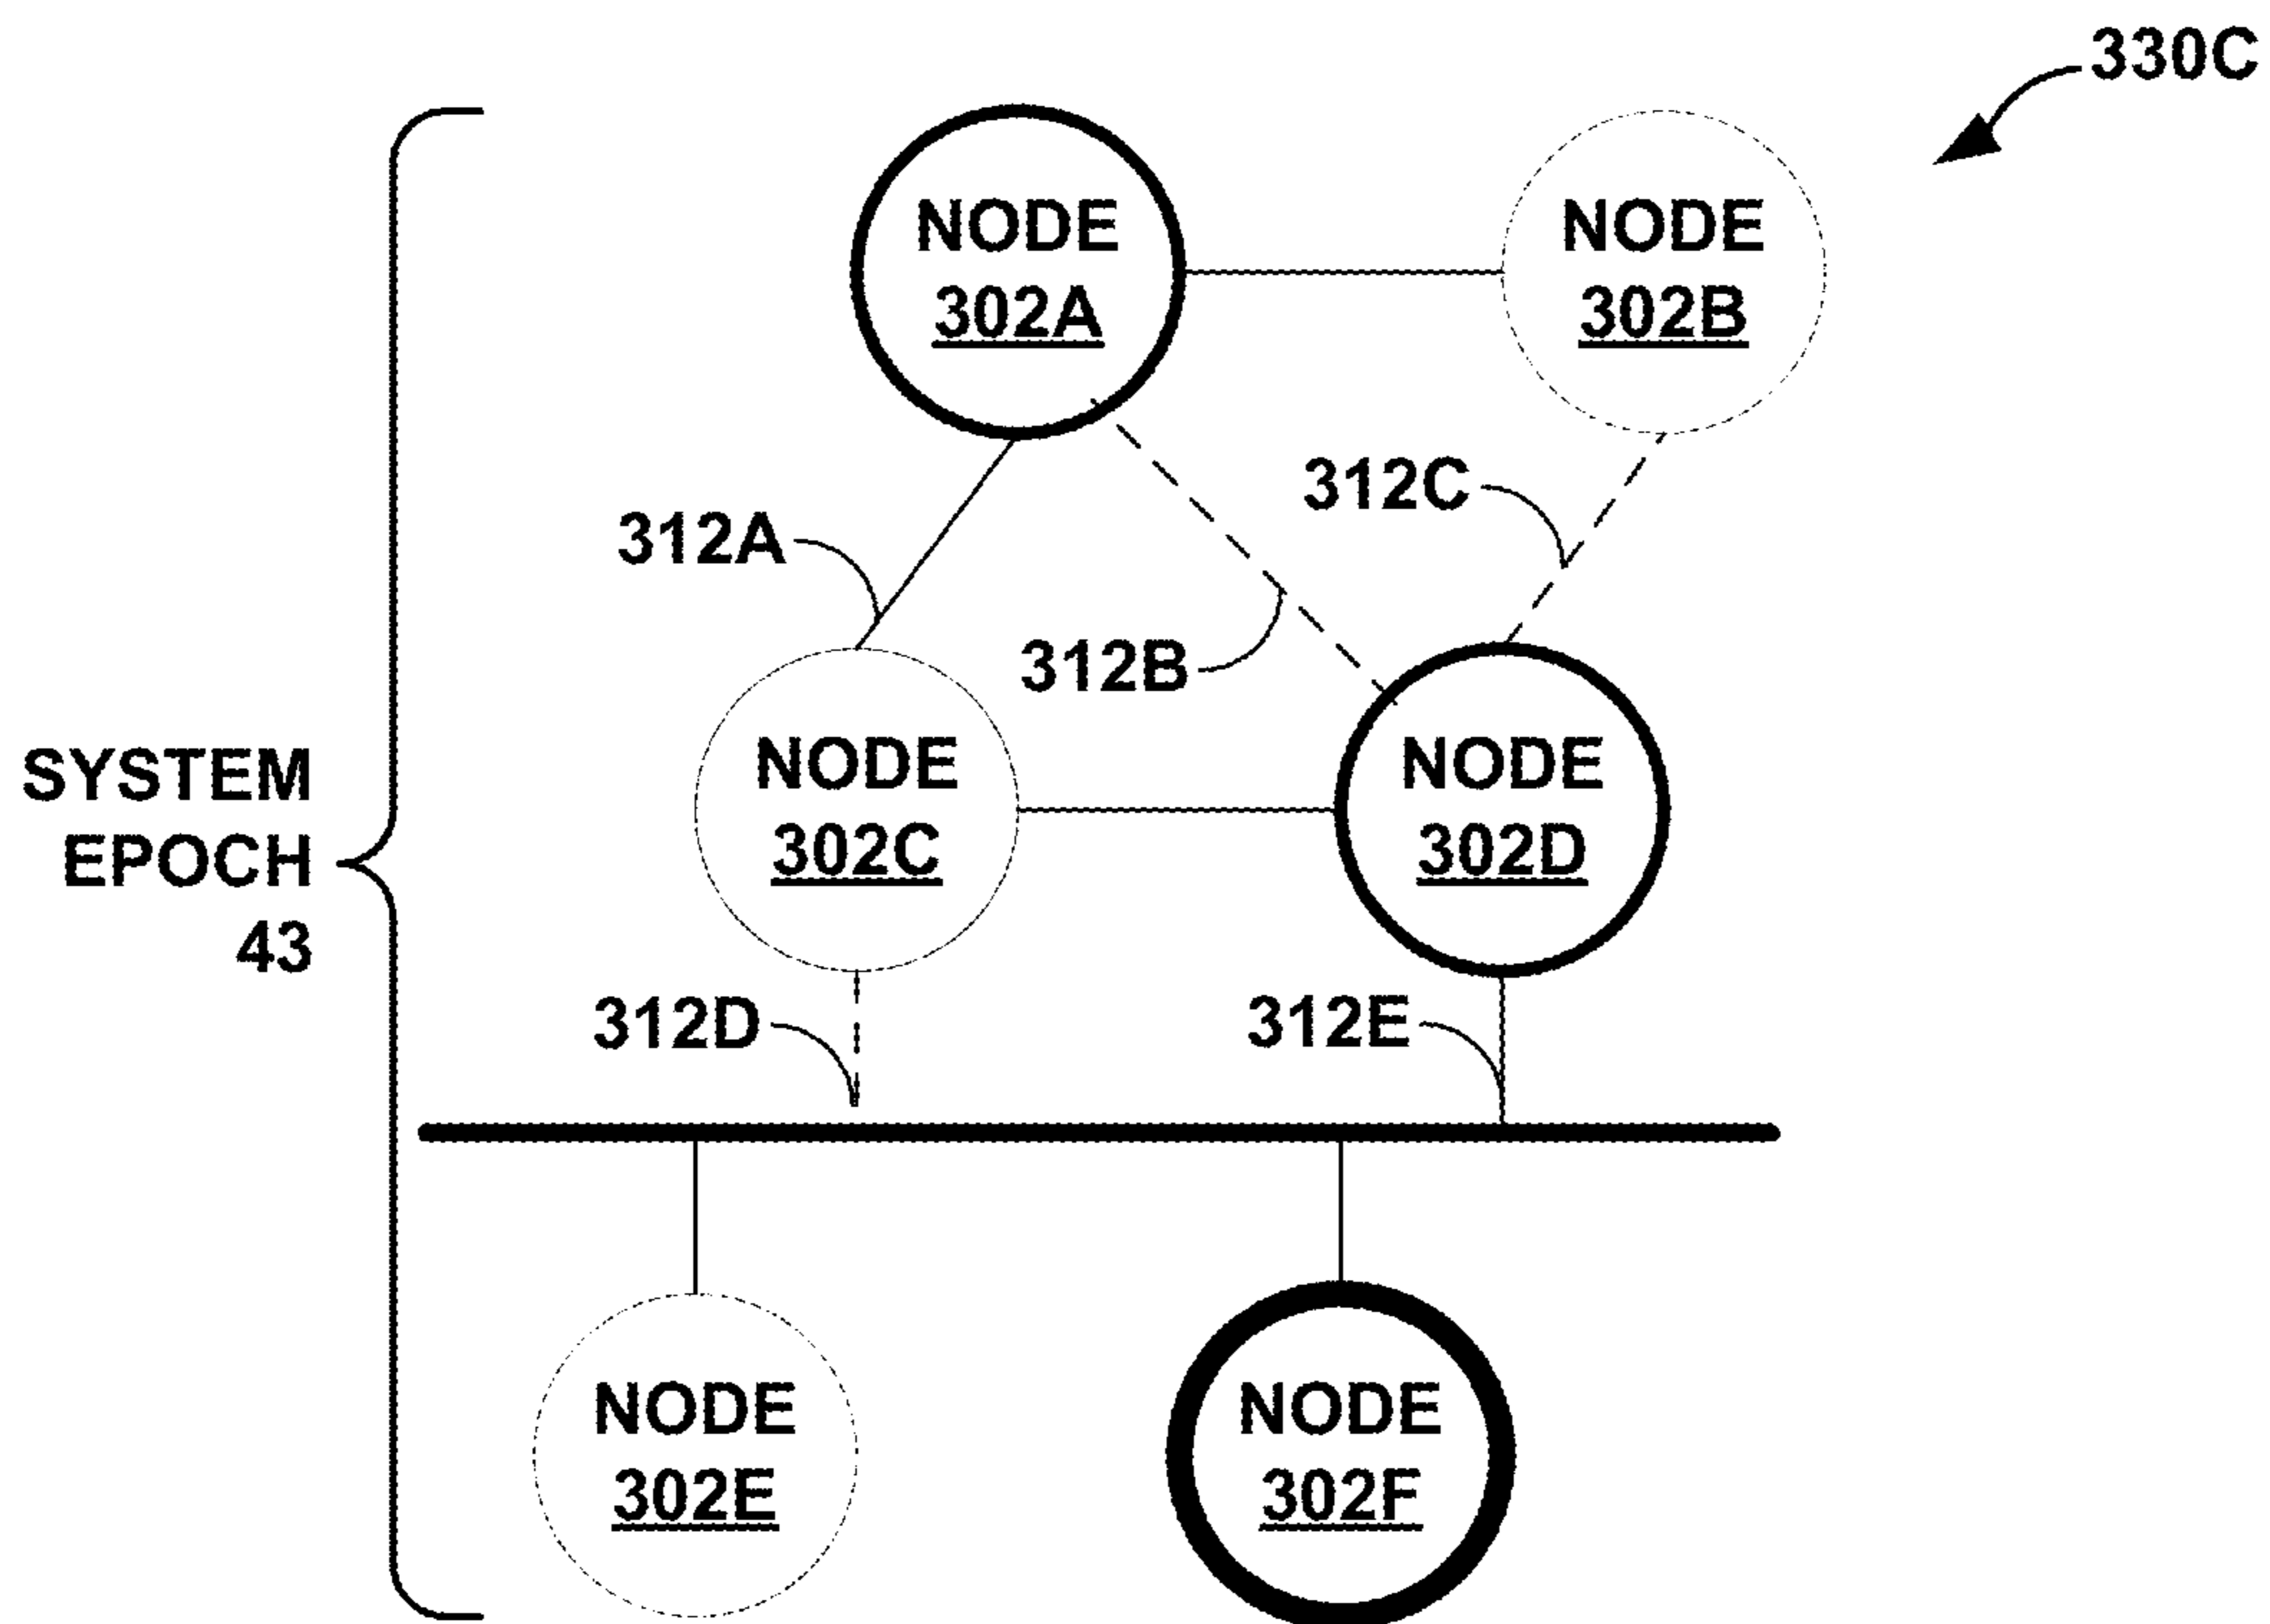 330C
NODE
302A
NODE
302B
312C
312A
312B
NODE
302C
NODE
302D
SYSTEM
EPOCH
43
312D
312E
NODE
302E
NODE
302F